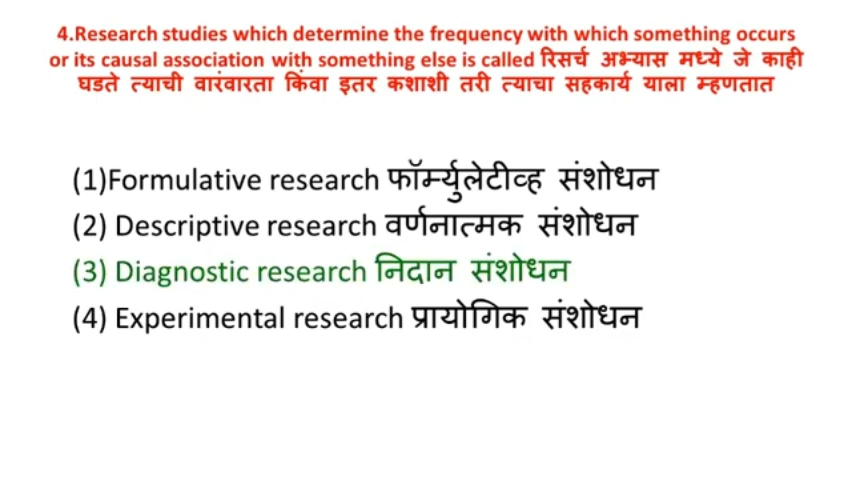 4.Research studies which determine the frequency with which something occurs
or its causal association with something else is called रिसर्च अभ्यास मध्ये जे काही
घडते त्याची वारंवारता किंवा इतर कशाशी तरी त्याचा सहकार्य याला म्हणतात
(1)Formulative research फॉर्म्युलेटीव्ह संशोधन
(2) Descriptive research वर्णनात्मक संशोधन
(3) Diagnostic research निदान संशोधन
(4) Experimental research प्रायोगिक संशोधन